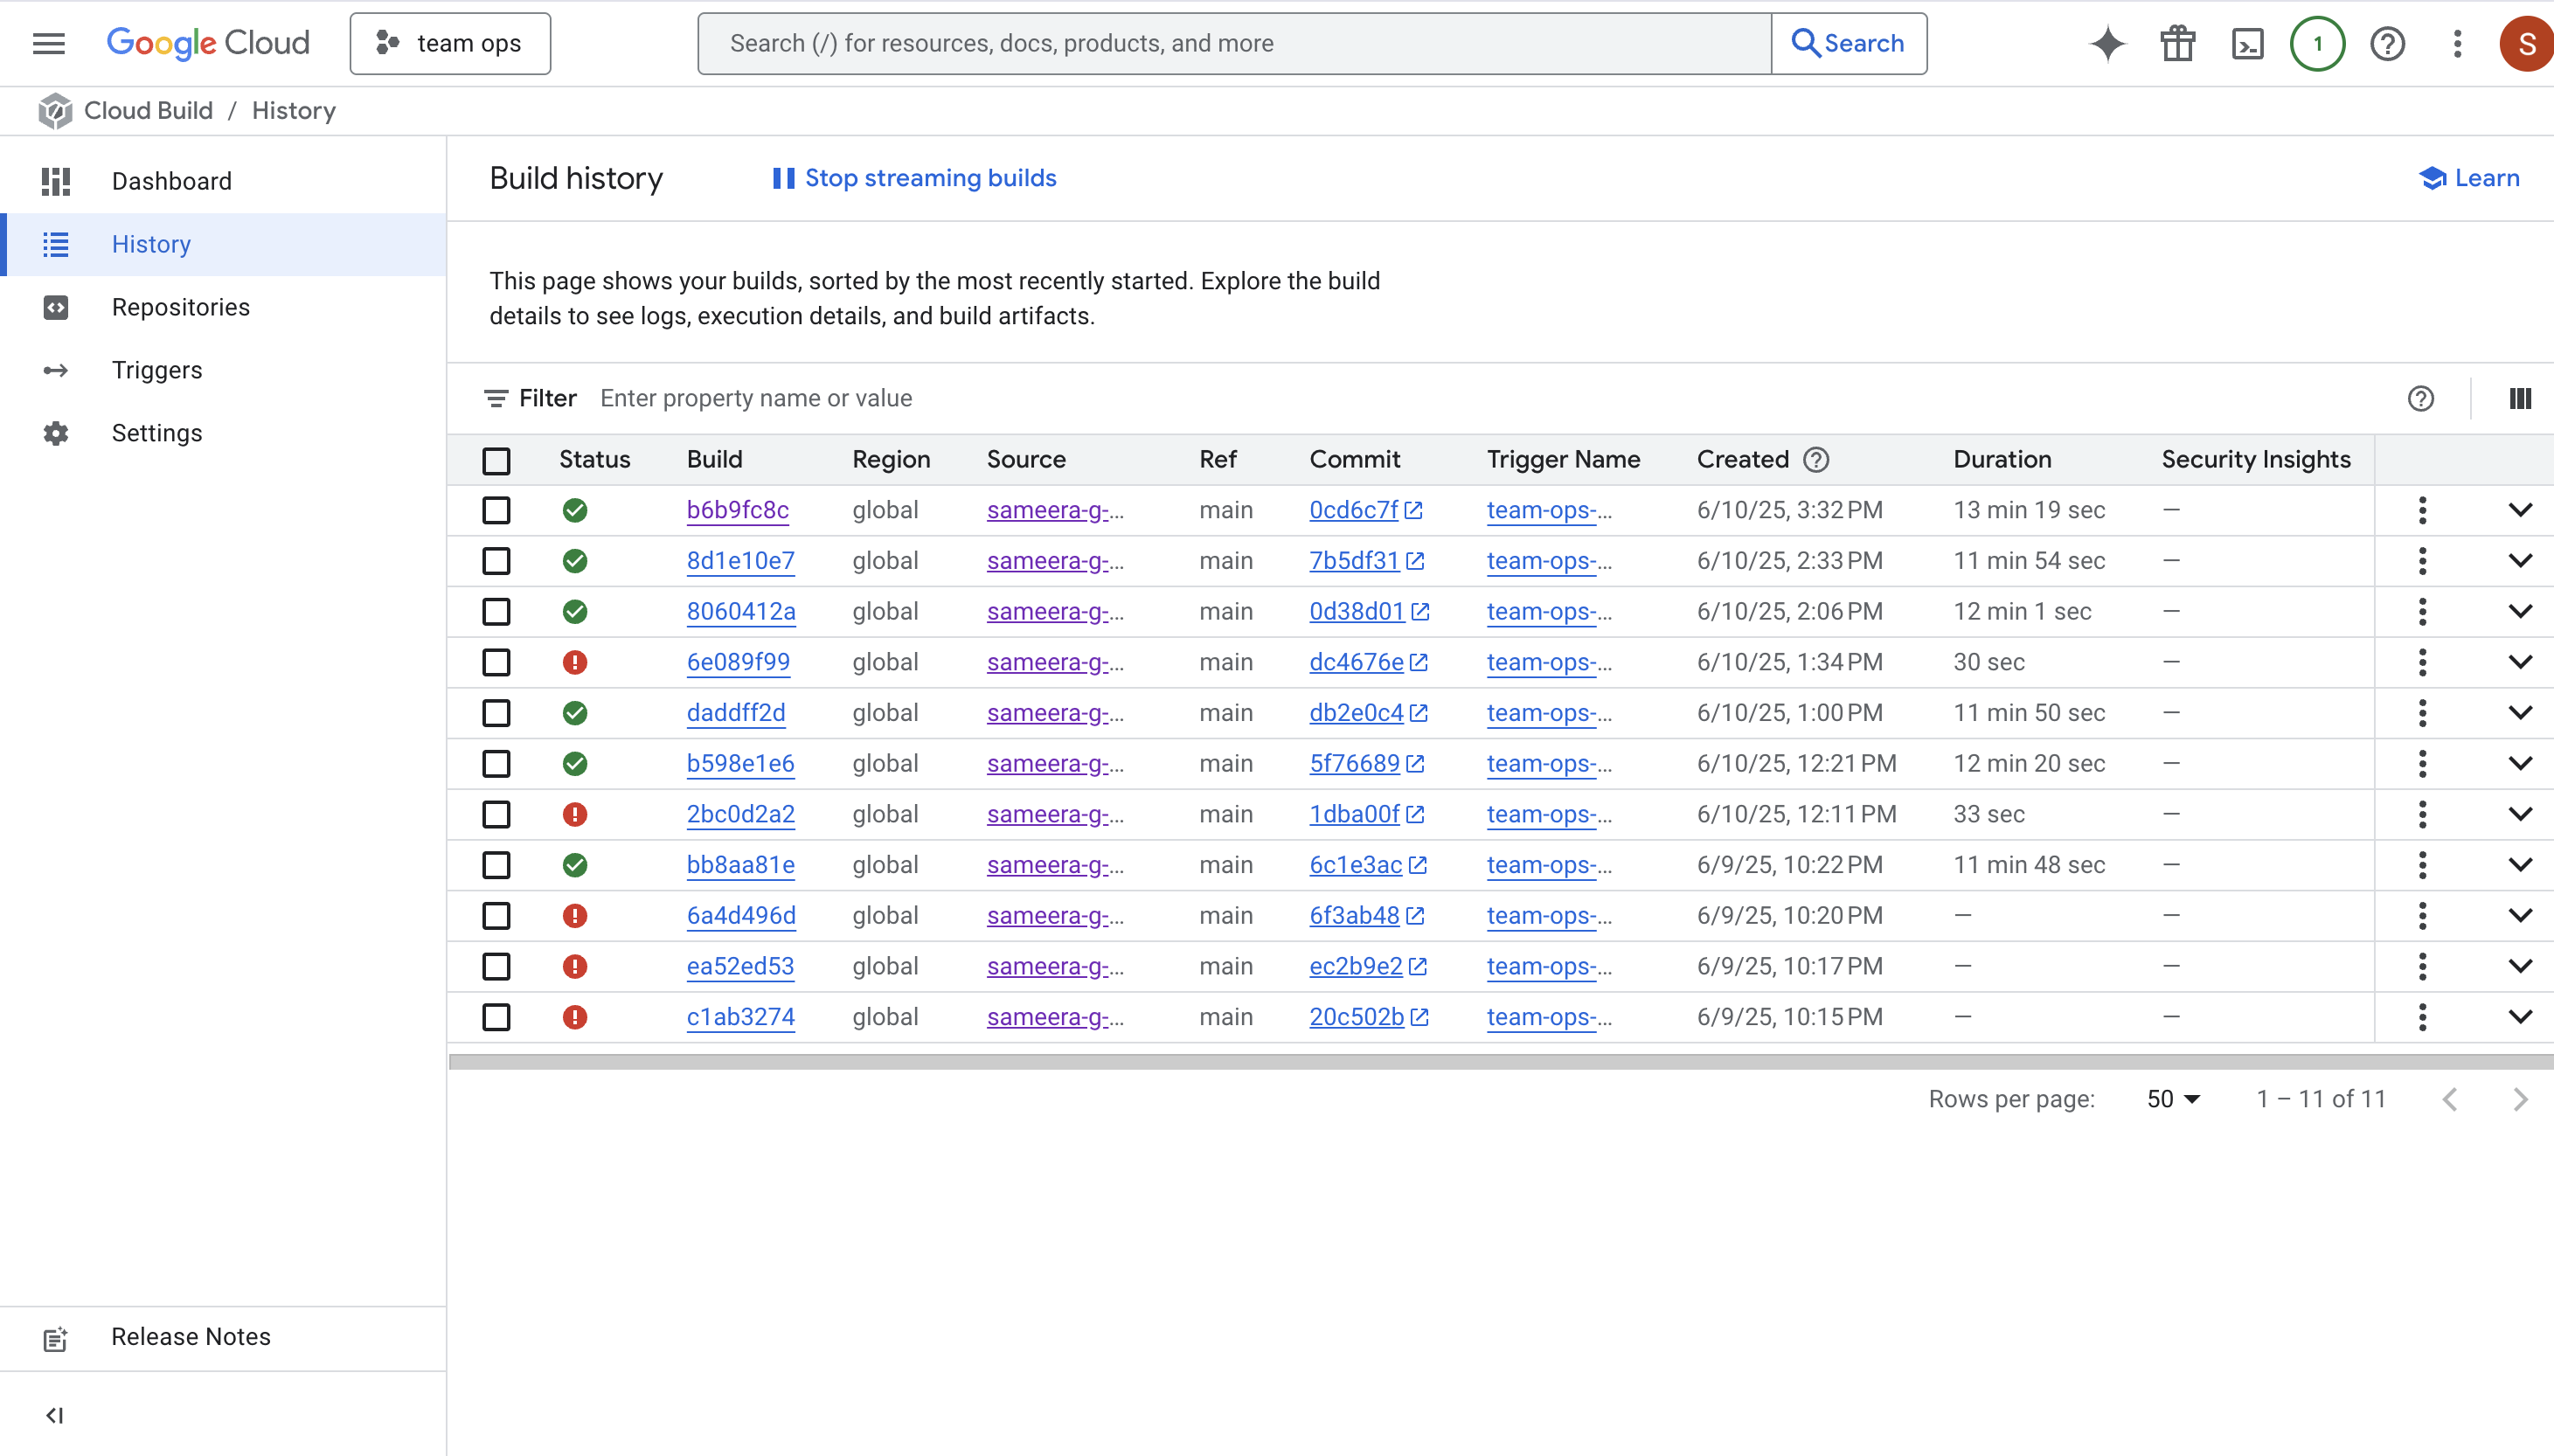 Google Cloud team ops Search (/) for resources, docs, products, and more Search 1 S
Cloud Build / History
Dashboard
History
Repositories
Triggers
Settings
Release Notes
Build history Stop streaming builds Learn
This page shows your builds, sorted by the most recently started. Explore the build
details to see logs, execution details, and build artifacts.
Filter Enter property name or value
Status Build Region Source Ref Commit Trigger Name Created Duration Security Insights
b6b9fc8c global sameera-g-... main 0cd6c7f team-ops-... 6/10/25, 3:32 PM 13 min 19 sec —
8d1e10e7 global sameera-g-... main 7b5df31 team-ops-... 6/10/25, 2:33 PM 11 min 54 sec —
8060412a global sameera-g-... main 0d38d01 team-ops-... 6/10/25, 2:06 PM 12 min 1 sec —
6e089f99 global sameera-g-... main dc4676e team-ops-... 6/10/25, 1:34 PM 30 sec —
daddff2d global sameera-g-... main db2e0c4 team-ops-... 6/10/25, 1:00 PM 11 min 50 sec —
b598e1e6 global sameera-g-... main 5f76689 team-ops-... 6/10/25, 12:21 PM 12 min 20 sec —
2bc0d2a2 global sameera-g-... main 1dba00f team-ops-... 6/10/25, 12:11 PM 33 sec —
bb8aa81e global sameera-g-... main 6c1e3ac team-ops-... 6/9/25, 10:22 PM 11 min 48 sec —
6a4d496d global sameera-g-... main 6f3ab48 team-ops-... 6/9/25, 10:20 PM — —
ea52ed53 global sameera-g-... main ec2b9e2 team-ops-... 6/9/25, 10:17 PM — —
c1ab3274 global sameera-g-... main 20c502b team-ops-... 6/9/25, 10:15 PM — —
Rows per page: 50 1 – 11 of 11